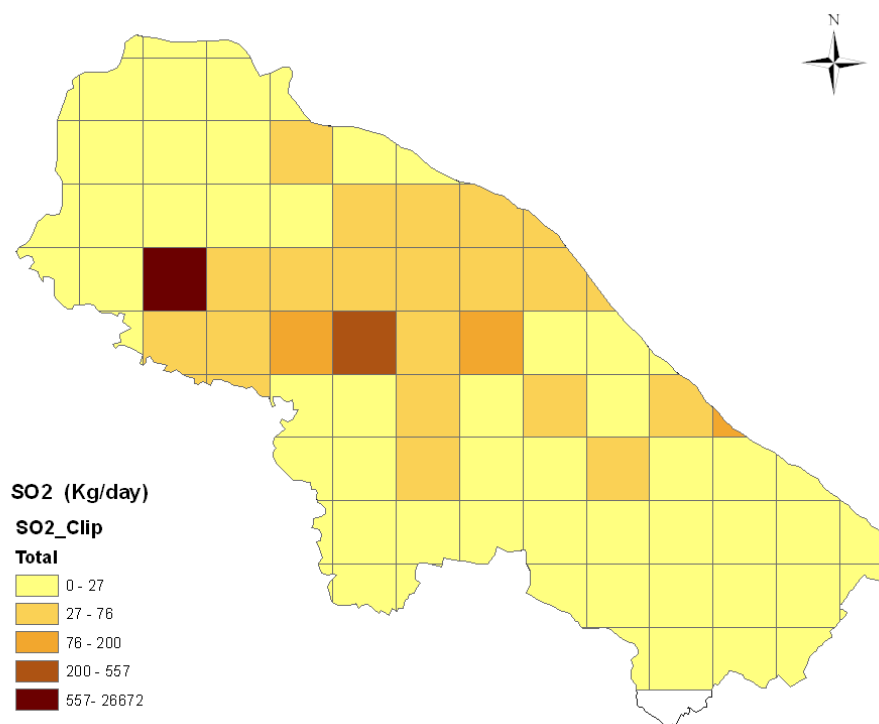 N
SO2 (Kg/day)
SO2_Clip
Total
0 - 27
27 - 76
76 - 200
200 - 557
557- 26672